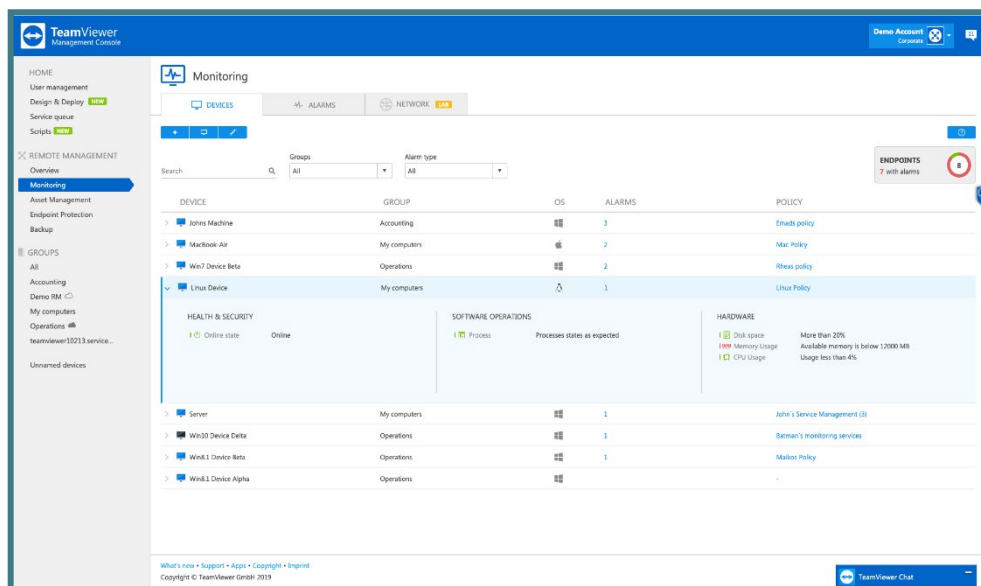 TeamViewer
Management Console
Demo Account
Corporate
HOME
User management
Design & Deploy NEW
Service queue
Scripts NEW
REMOTE MANAGEMENT
Overview
Monitoring
Asset Management
Endpoint Protection
Backup
GROUPS
All
Accounting
Demo RM
My computers
Operations
teamviewer10213.service...
Unnamed devices
Monitoring
DEVICES
ALARMS
NETWORK LAB
Groups
Alarm type
Search
All
All
ENDPOINTS
7 with alarms
8
DEVICE GROUP OS ALARMS POLICY
Johns Machine Accounting 3 Emads policy
MacBook-Air My computers 2 Mac Policy
Win7 Device Beta Operations 2 Rheas policy
Linux Device My computers 1 Linux Policy
HEALTH & SECURITY
Online state Online
SOFTWARE OPERATIONS
Process Processes states as expected
HARDWARE
Disk space More than 20%
Memory Usage Available memory is below 12000 MB
CPU Usage Usage less than 4%
Server My computers 1 John's Service Management (3)
Win10 Device Delta Operations 1 Batman's monitoring services
Win8.1 Device Beta Operations 1 Maikos Policy
Win8.1 Device Alpha Operations -
What's new • Support • Apps • Copyright • Imprint
Copyright © TeamViewer GmbH 2019
TeamViewer Chat